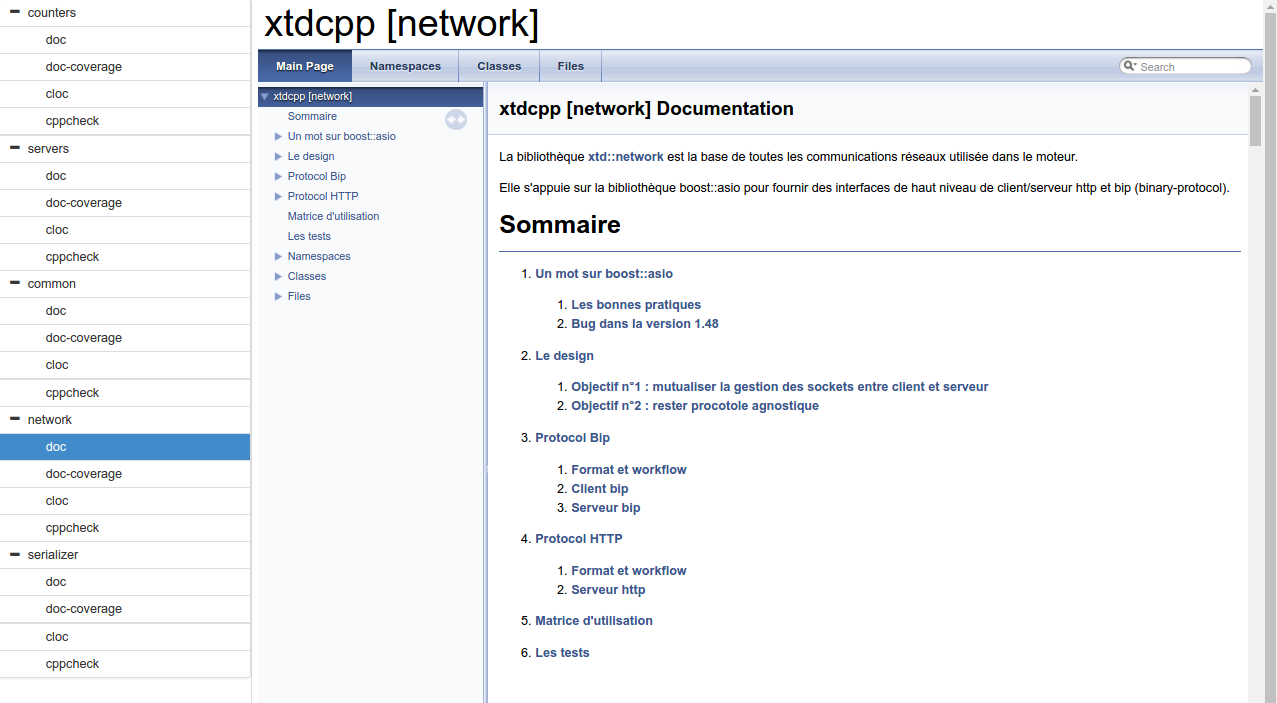 counters
doc
doc-coverage
cloc
cppcheck
servers
doc
doc-coverage
cloc
cppcheck
common
doc
doc-coverage
cloc
cppcheck
network
doc
doc-coverage
cloc
cppcheck
serializer
doc
doc-coverage
cloc
cppcheck
xtdcpp [network]
Main Page Namespaces Classes Files Search
xtdcpp [network]
Sommaire
Un mot sur boost::asio
Le design
Protocol Bip
Protocol HTTP
Matrice d'utilisation
Les tests
Namespaces
Classes
Files
xtdcpp [network] Documentation
La bibliothèque xtd::network est la base de toutes les communications réseaux utilisée dans le moteur.
Elle s'appuie sur la bibliothèque boost::asio pour fournir des interfaces de haut niveau de client/serveur http et bip (binary-protocol).
Sommaire
1. Un mot sur boost::asio
1. Les bonnes pratiques
2. Bug dans la version 1.48
2. Le design
1. Objectif n°1 : mutualiser la gestion des sockets entre client et serveur
2. Objectif n°2 : rester procotole agnostique
3. Protocol Bip
1. Format et workflow
2. Client bip
3. Serveur bip
4. Protocol HTTP
1. Format et workflow
2. Serveur http
5. Matrice d'utilisation
6. Les tests